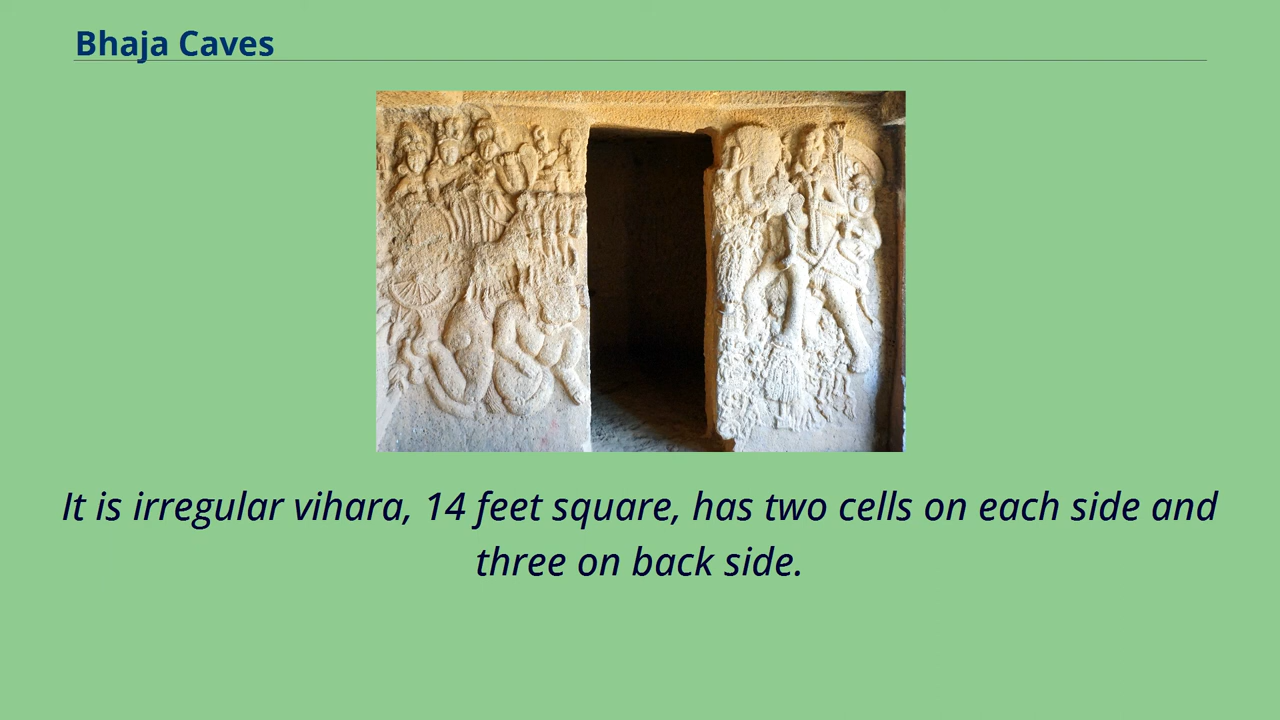 Bhaja Caves
It is irregular vihara, 14 feet square, has two cells on each side and
three on back side.